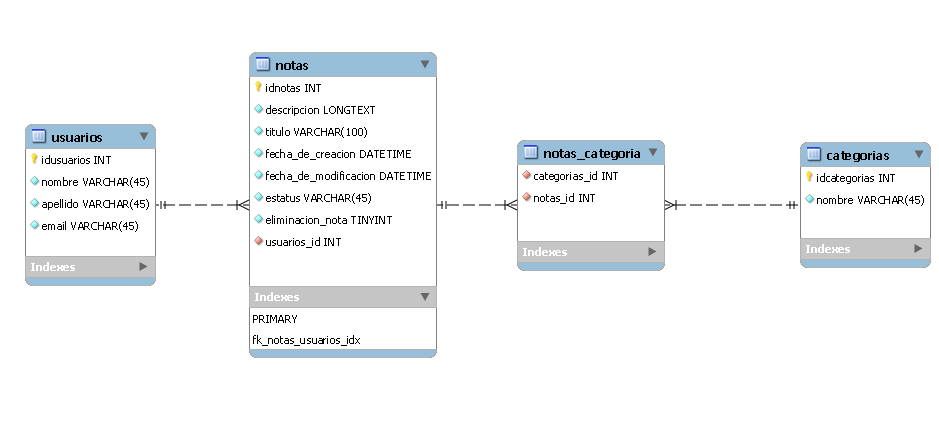 usuarios
idusuarios INT
nombre VARCHAR(45)
apellido VARCHAR(45)
email VARCHAR(45)
Indexes
notas
idnotas INT
descripcion LONGTEXT
titulo VARCHAR(100)
fecha_de_creacion DATETIME
fecha_de_modificacion DATETIME
estatus VARCHAR(45)
eliminacion_nota TINYINT
usuarios_id INT
Indexes
PRIMARY
fk_notas_usuarios_idx
notas_categoria
categorias_id INT
notas_id INT
Indexes
categorias
idcategorias INT
nombre VARCHAR(45)
Indexes